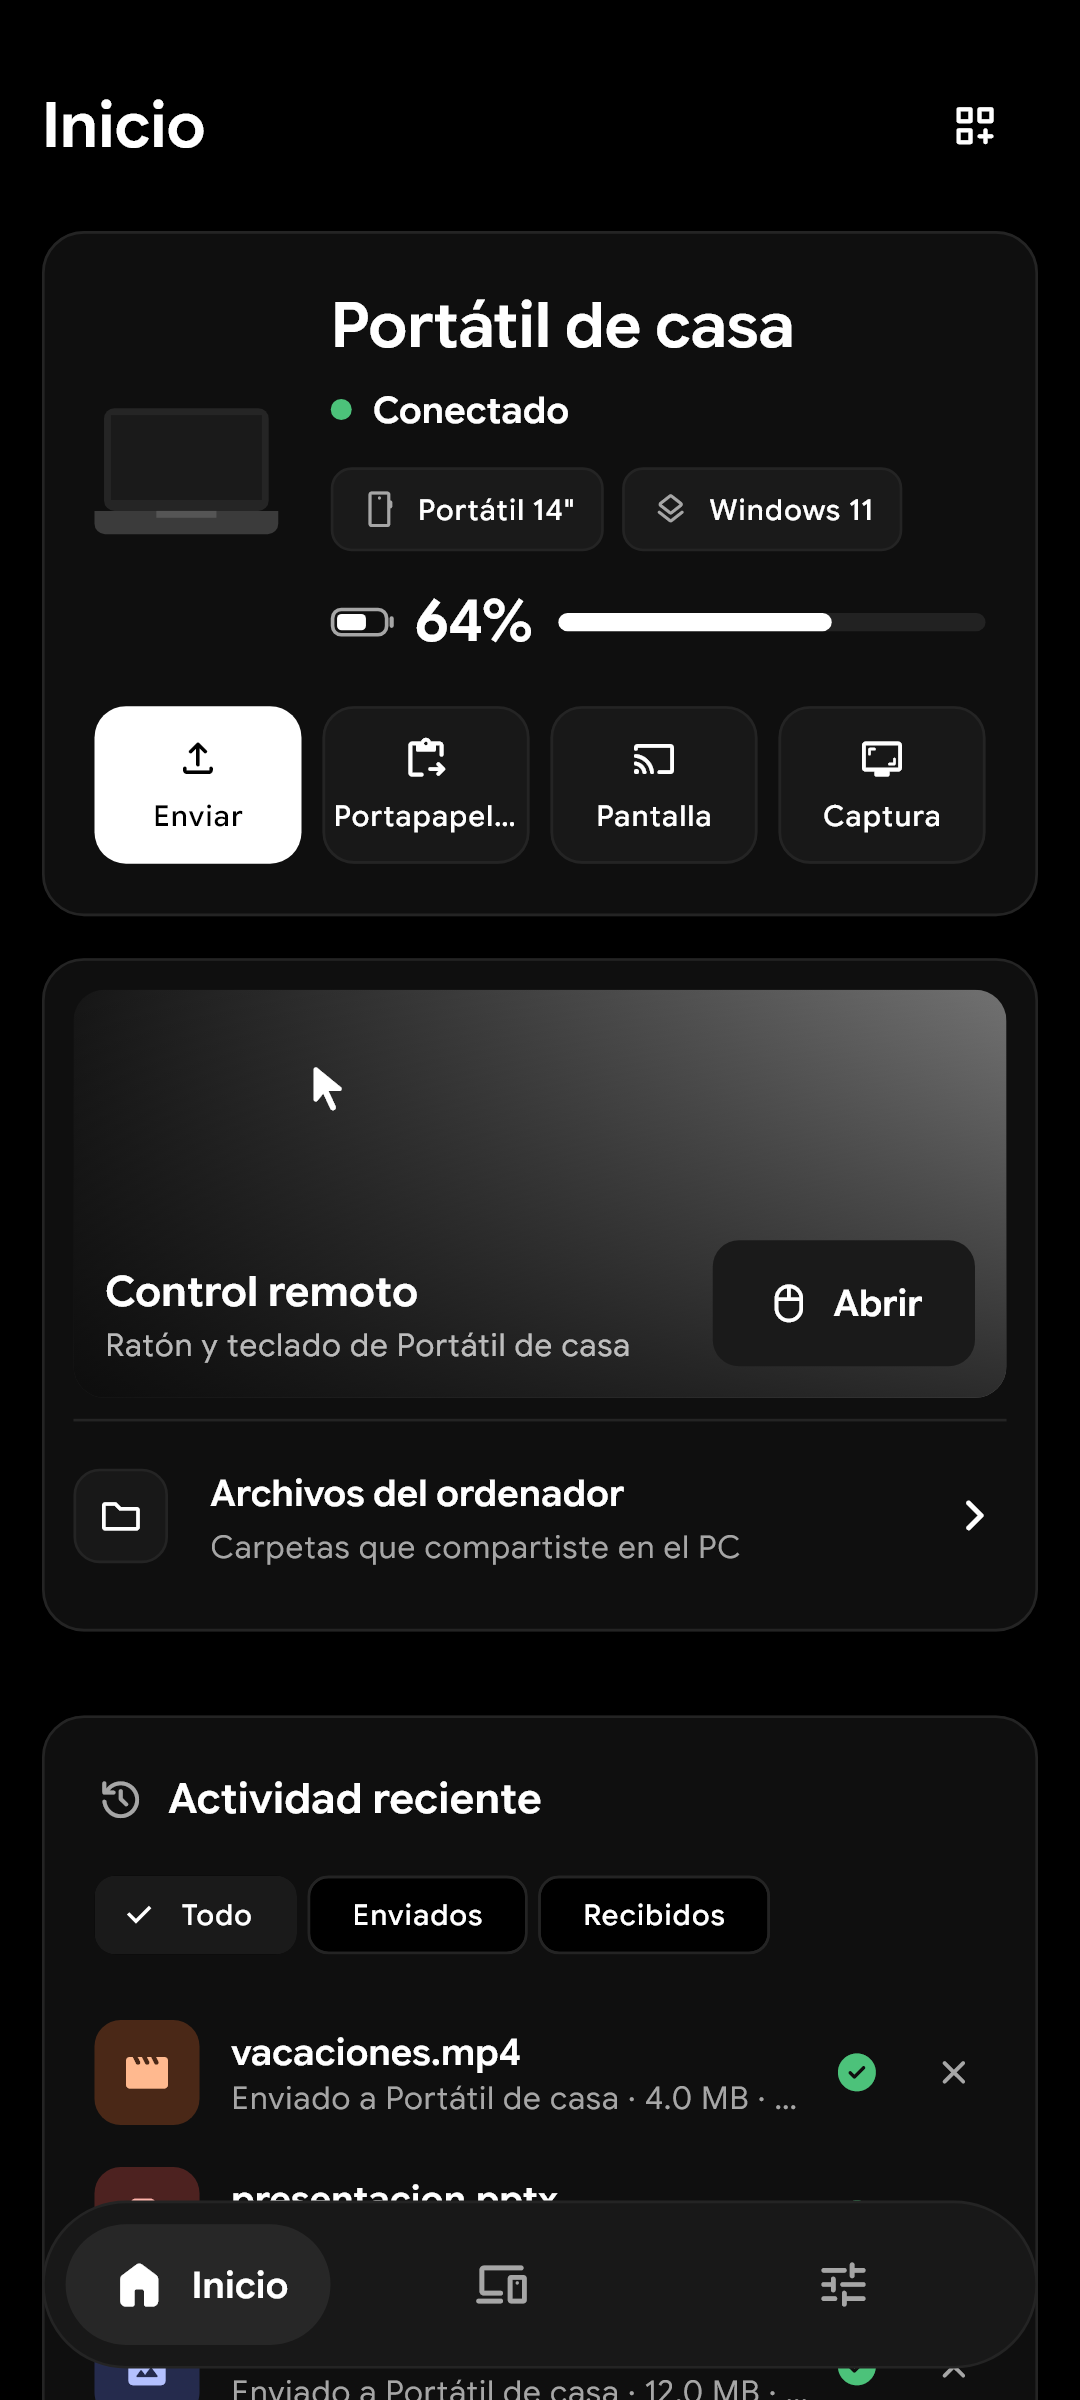 Inicio
Portátil de casa
Conectado
Portátil 14"
Windows 11
64%
Enviar
Portapapel...
Pantalla
Captura
Control remoto
Ratón y teclado de Portátil de casa
Abrir
Archivos del ordenador
Carpetas que compartiste en el PC
Actividad reciente
Todo
Enviados
Recibidos
vacaciones.mp4
Enviado a Portátil de casa · 4.0 MB · ...
presentacion.pptx
Inicio
Enviado a Portátil de casa · 12.0 MB · ...